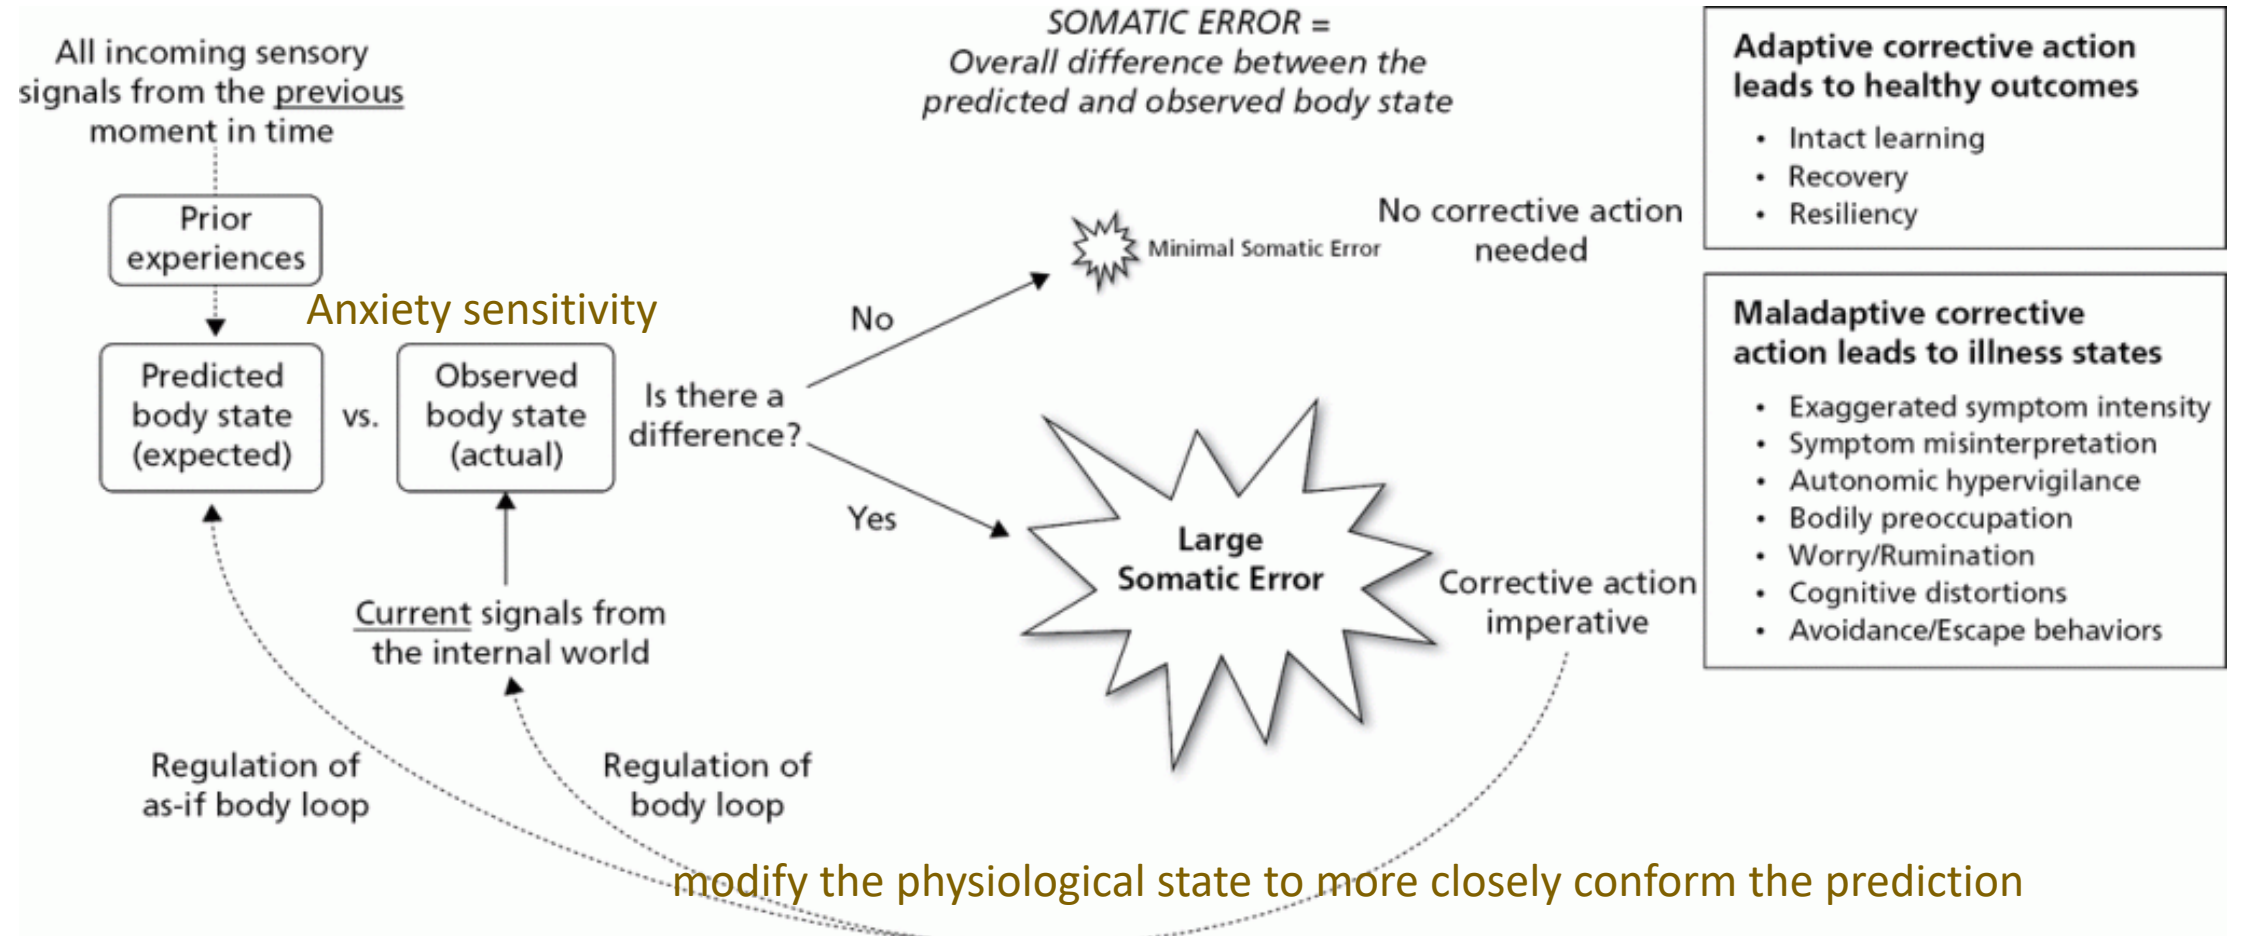 All incoming sensory
signals from the previous
moment in time
Prior
experiences
Anxiety sensitivity
Predicted
body state
(expected)
vs.
Observed
body state
(actual)
Is there a
difference?
Current signals from
the internal world
Regulation of
as-if body loop
Regulation of
body loop
SOMATIC ERROR =
Overall difference between the
predicted and observed body state
No
Minimal Somatic Error
No corrective action
needed
Yes
Large
Somatic Error
Corrective action
imperative
modify the physiological state to more closely conform the prediction
Adaptive corrective action
leads to healthy outcomes
• Intact learning
• Recovery
• Resiliency
Maladaptive corrective
action leads to illness states
• Exaggerated symptom intensity
• Symptom misinterpretation
• Autonomic hypervigilance
• Bodily preoccupation
• Worry/Rumination
• Cognitive distortions
• Avoidance/Escape behaviors